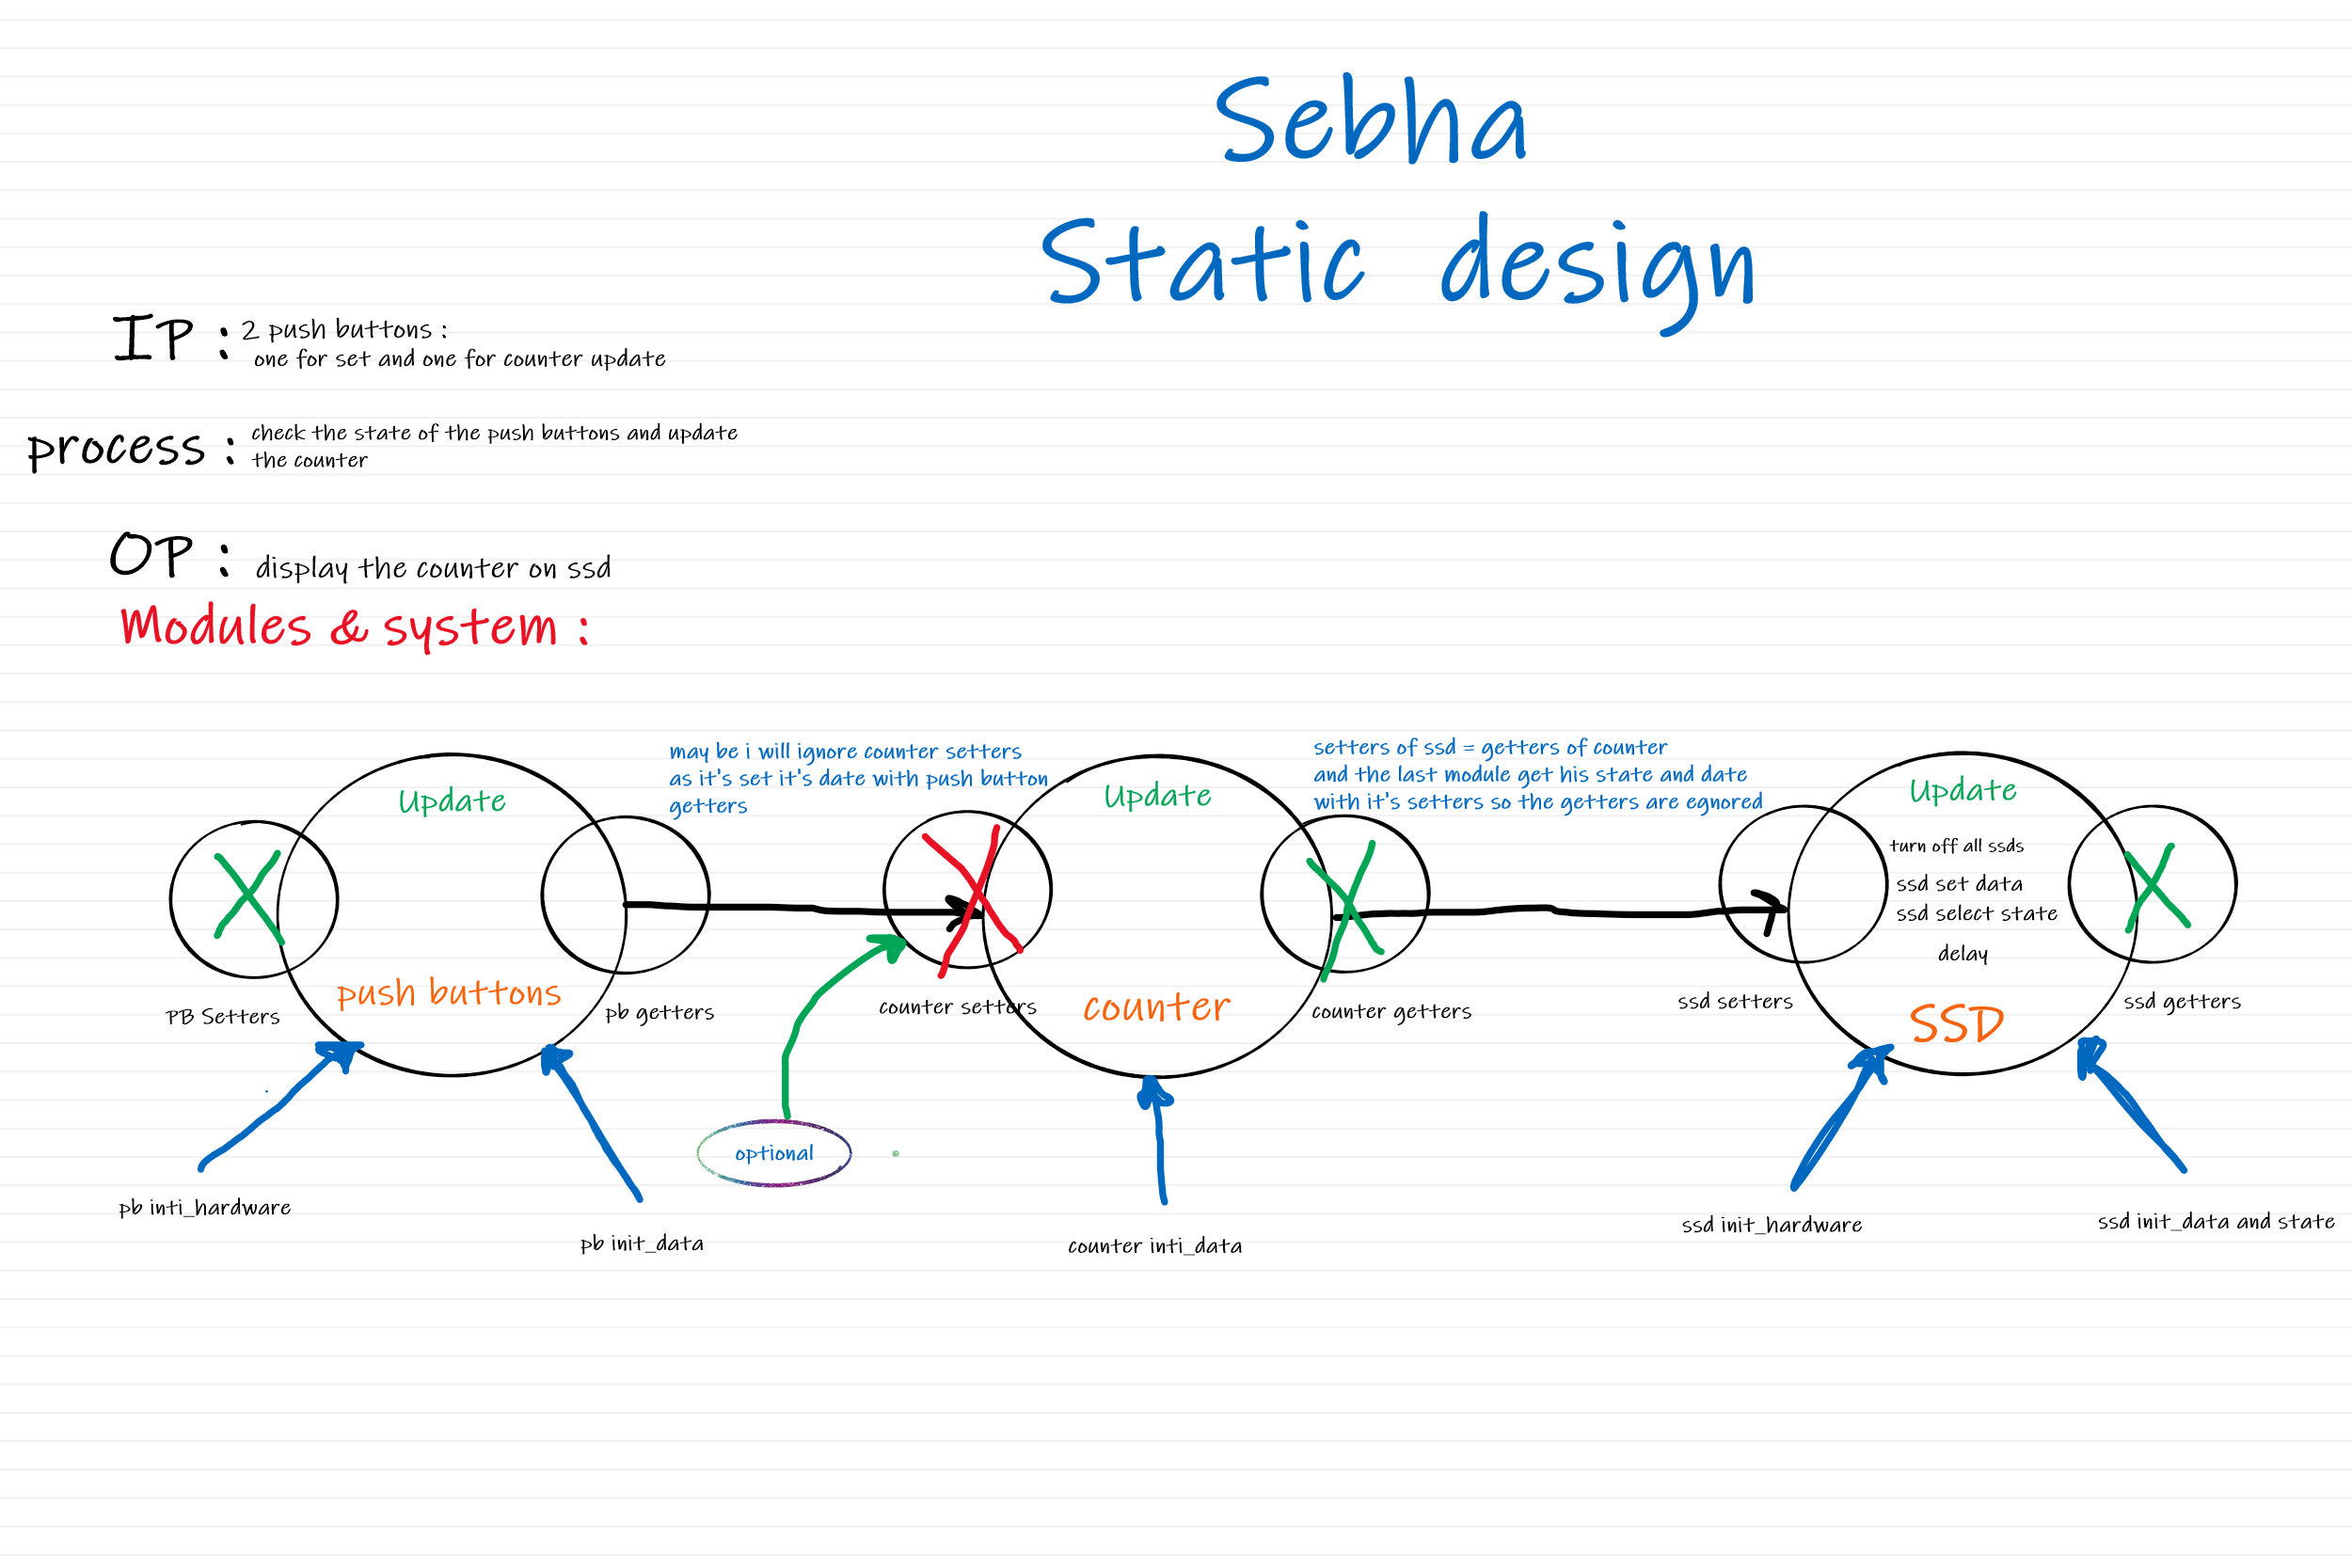 Sebha
Static design
IP :
2 push buttons :
one for set and one for counter update
process :
check the state of the push buttons and update
the counter
OP :
display the counter on ssd
Modules & system :
may be i will ignore counter setters
as it's set it's date with push button
getters
setters of ssd = getters of counter
and the last module get his state and date
with it's setters so the getters are egnored
Update
push buttons
PB Setters
pb getters
Update
counter
counter setters
counter getters
Update
turn off all ssds
ssd set data
ssd select state
delay
SSD
ssd setters
ssd getters
optional
pb inti_hardware
pb init_data
counter inti_data
ssd init_hardware
ssd init_data and state